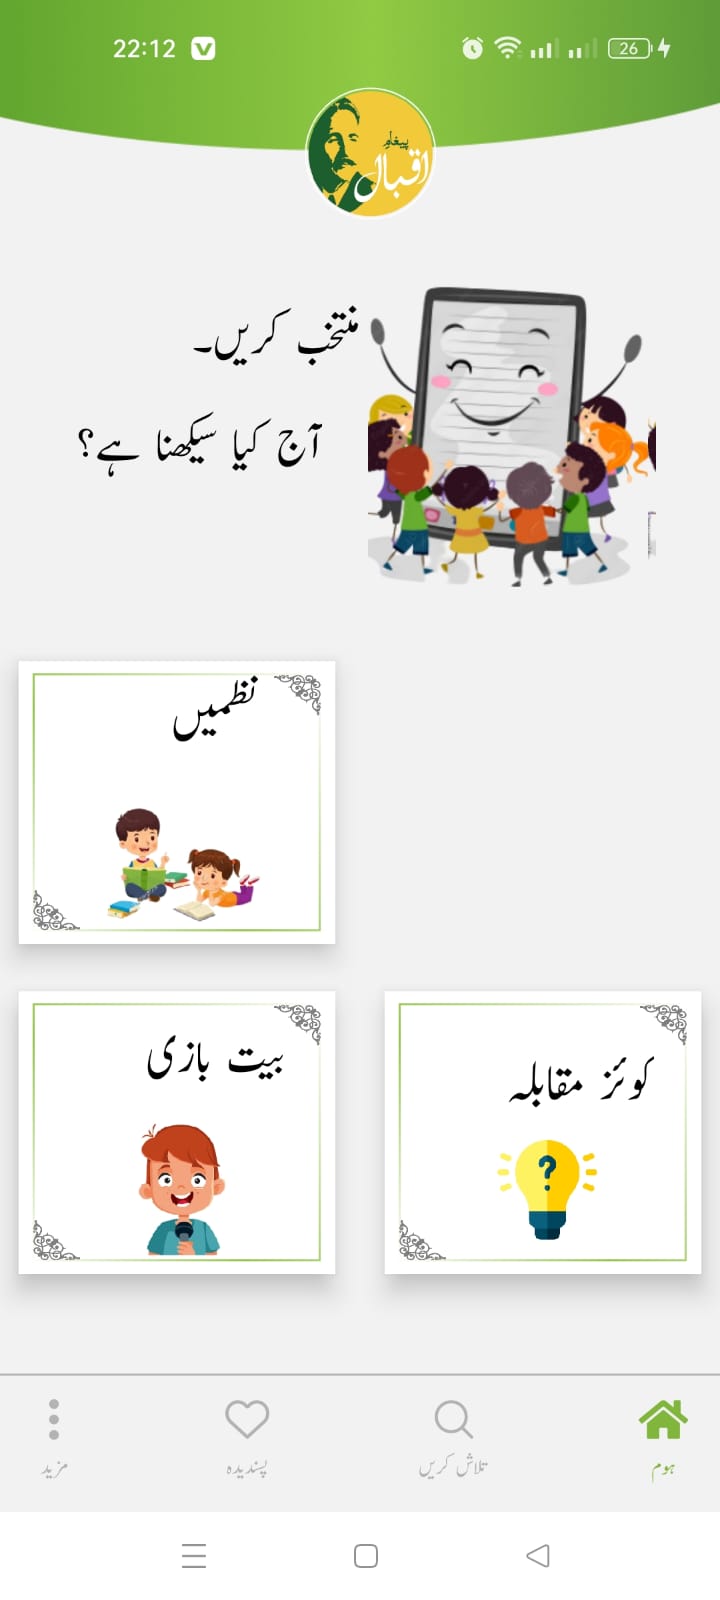 22:12
26
پیغامِ
اقبال
منتخب کریں۔
آج کیا سیکھنا ہے؟
نظمیں
کوئز مقابلہ
بیت بازی
ہوم
تلاش کریں
پسندیدہ
مزید